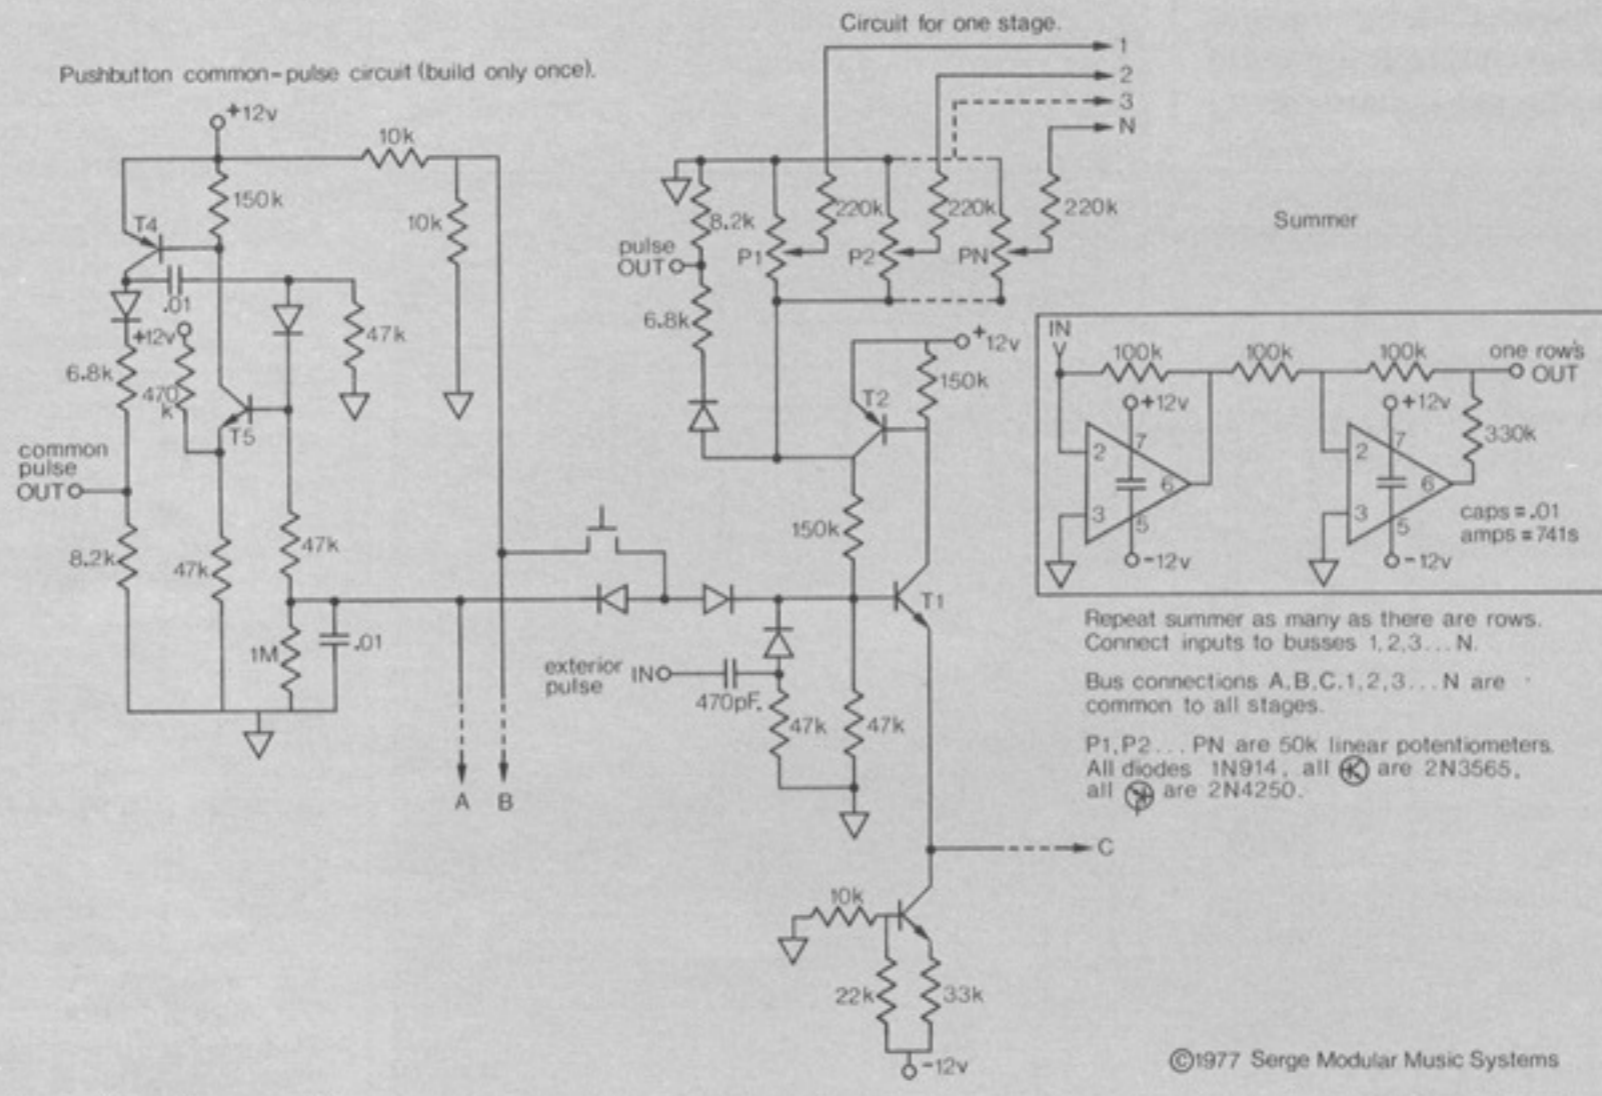 Circuit for one stage.
1
2
3
N
Pushbutton common-pulse circuit (build only once).
+12v
10k
150k
10k
T4
.01
+12v
47k
6.8k
470
k
T5
common
pulse
OUT
8.2k
47k
47k
1M
.01
A
B
8.2k
220k
220k
220k
pulse
OUT
P1
P2
PN
6.8k
+12v
150k
T2
150k
T1
exterior
pulse
IN
470pF.
47k
47k
C
10k
22k
33k
-12v
Summer
IN
100k
100k
100k
one row's
OUT
+12v
+12v
330k
2
7
6
3
5
2
7
6
3
5
caps = .01
amps = 741s
-12v
-12v
Repeat summer as many as there are rows.
Connect inputs to busses 1,2,3...N.
Bus connections A,B,C,1,2,3...N are
common to all stages.
P1,P2...PN are 50k linear potentiometers.
All diodes 1N914, all are 2N3565,
all are 2N4250.
©1977 Serge Modular Music Systems